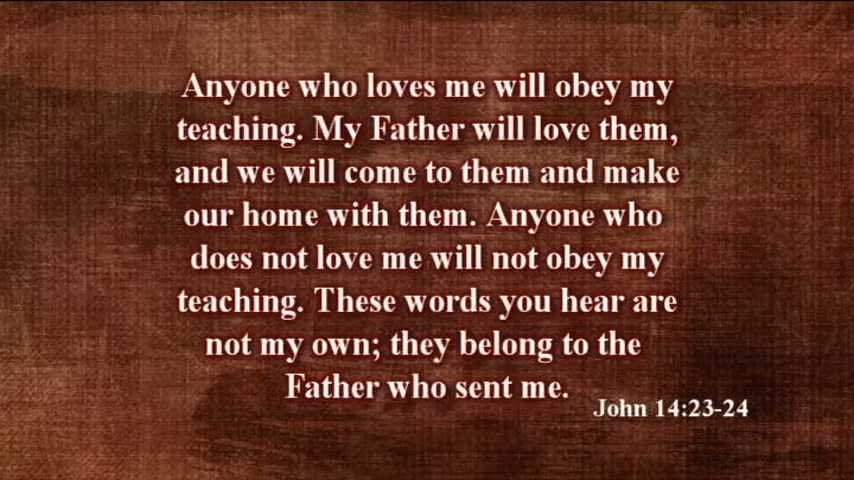 Anyone who loves me will obey my
teaching. My Father will love them,
and we will come to them and make
our home with them. Anyone who
does not love me will not obey my
teaching. These words you hear are
not my own; they belong to the
Father who sent me.
John 14:23-24